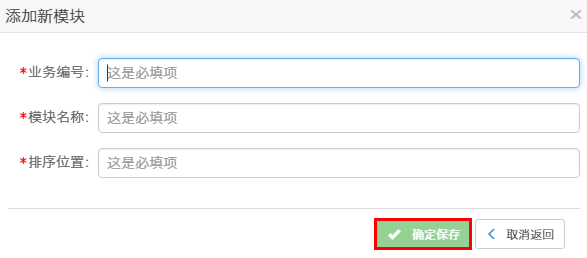 添加新模块 ×
*业务编号: 这是必填项
*模块名称: 这是必填项
*排序位置: 这是必填项
确定保存 取消返回